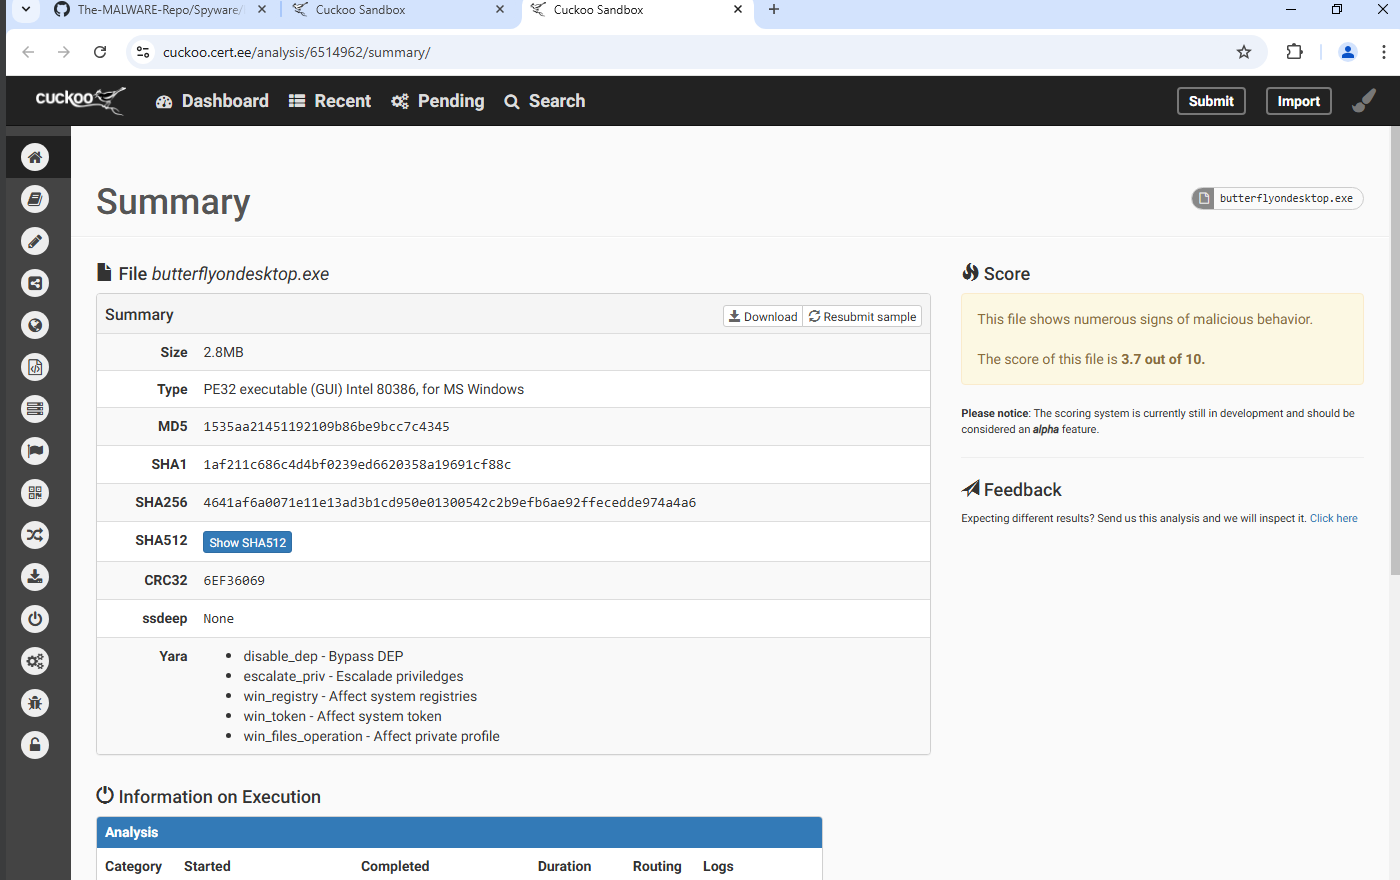 The-MALWARE-Repo/Spyware/
Cuckoo Sandbox
Cuckoo Sandbox
cuckoo.cert.ee/analysis/6514962/summary/
cuckoo
Dashboard
Recent
Pending
Search
Submit
Import
Summary
butterflyondesktop.exe
File butterflyondesktop.exe
Summary
Download
Resubmit sample
Size 2.8MB
Type PE32 executable (GUI) Intel 80386, for MS Windows
MD5 1535aa21451192109b86be9bcc7c4345
SHA1 1af211c686c4d4bf0239ed6620358a19691cf88c
SHA256 4641af6a0071e11e13ad3b1cd950e01300542c2b9efb6ae92ffecedde974a4a6
SHA512 Show SHA512
CRC32 6EF36069
ssdeep None
Yara
disable_dep - Bypass DEP
escalate_priv - Escalade priviledges
win_registry - Affect system registries
win_token - Affect system token
win_files_operation - Affect private profile
Score
This file shows numerous signs of malicious behavior.
The score of this file is 3.7 out of 10.
Please notice: The scoring system is currently still in development and should be
considered an alpha feature.
Feedback
Expecting different results? Send us this analysis and we will inspect it. Click here
Information on Execution
Analysis
Category Started Completed Duration Routing Logs